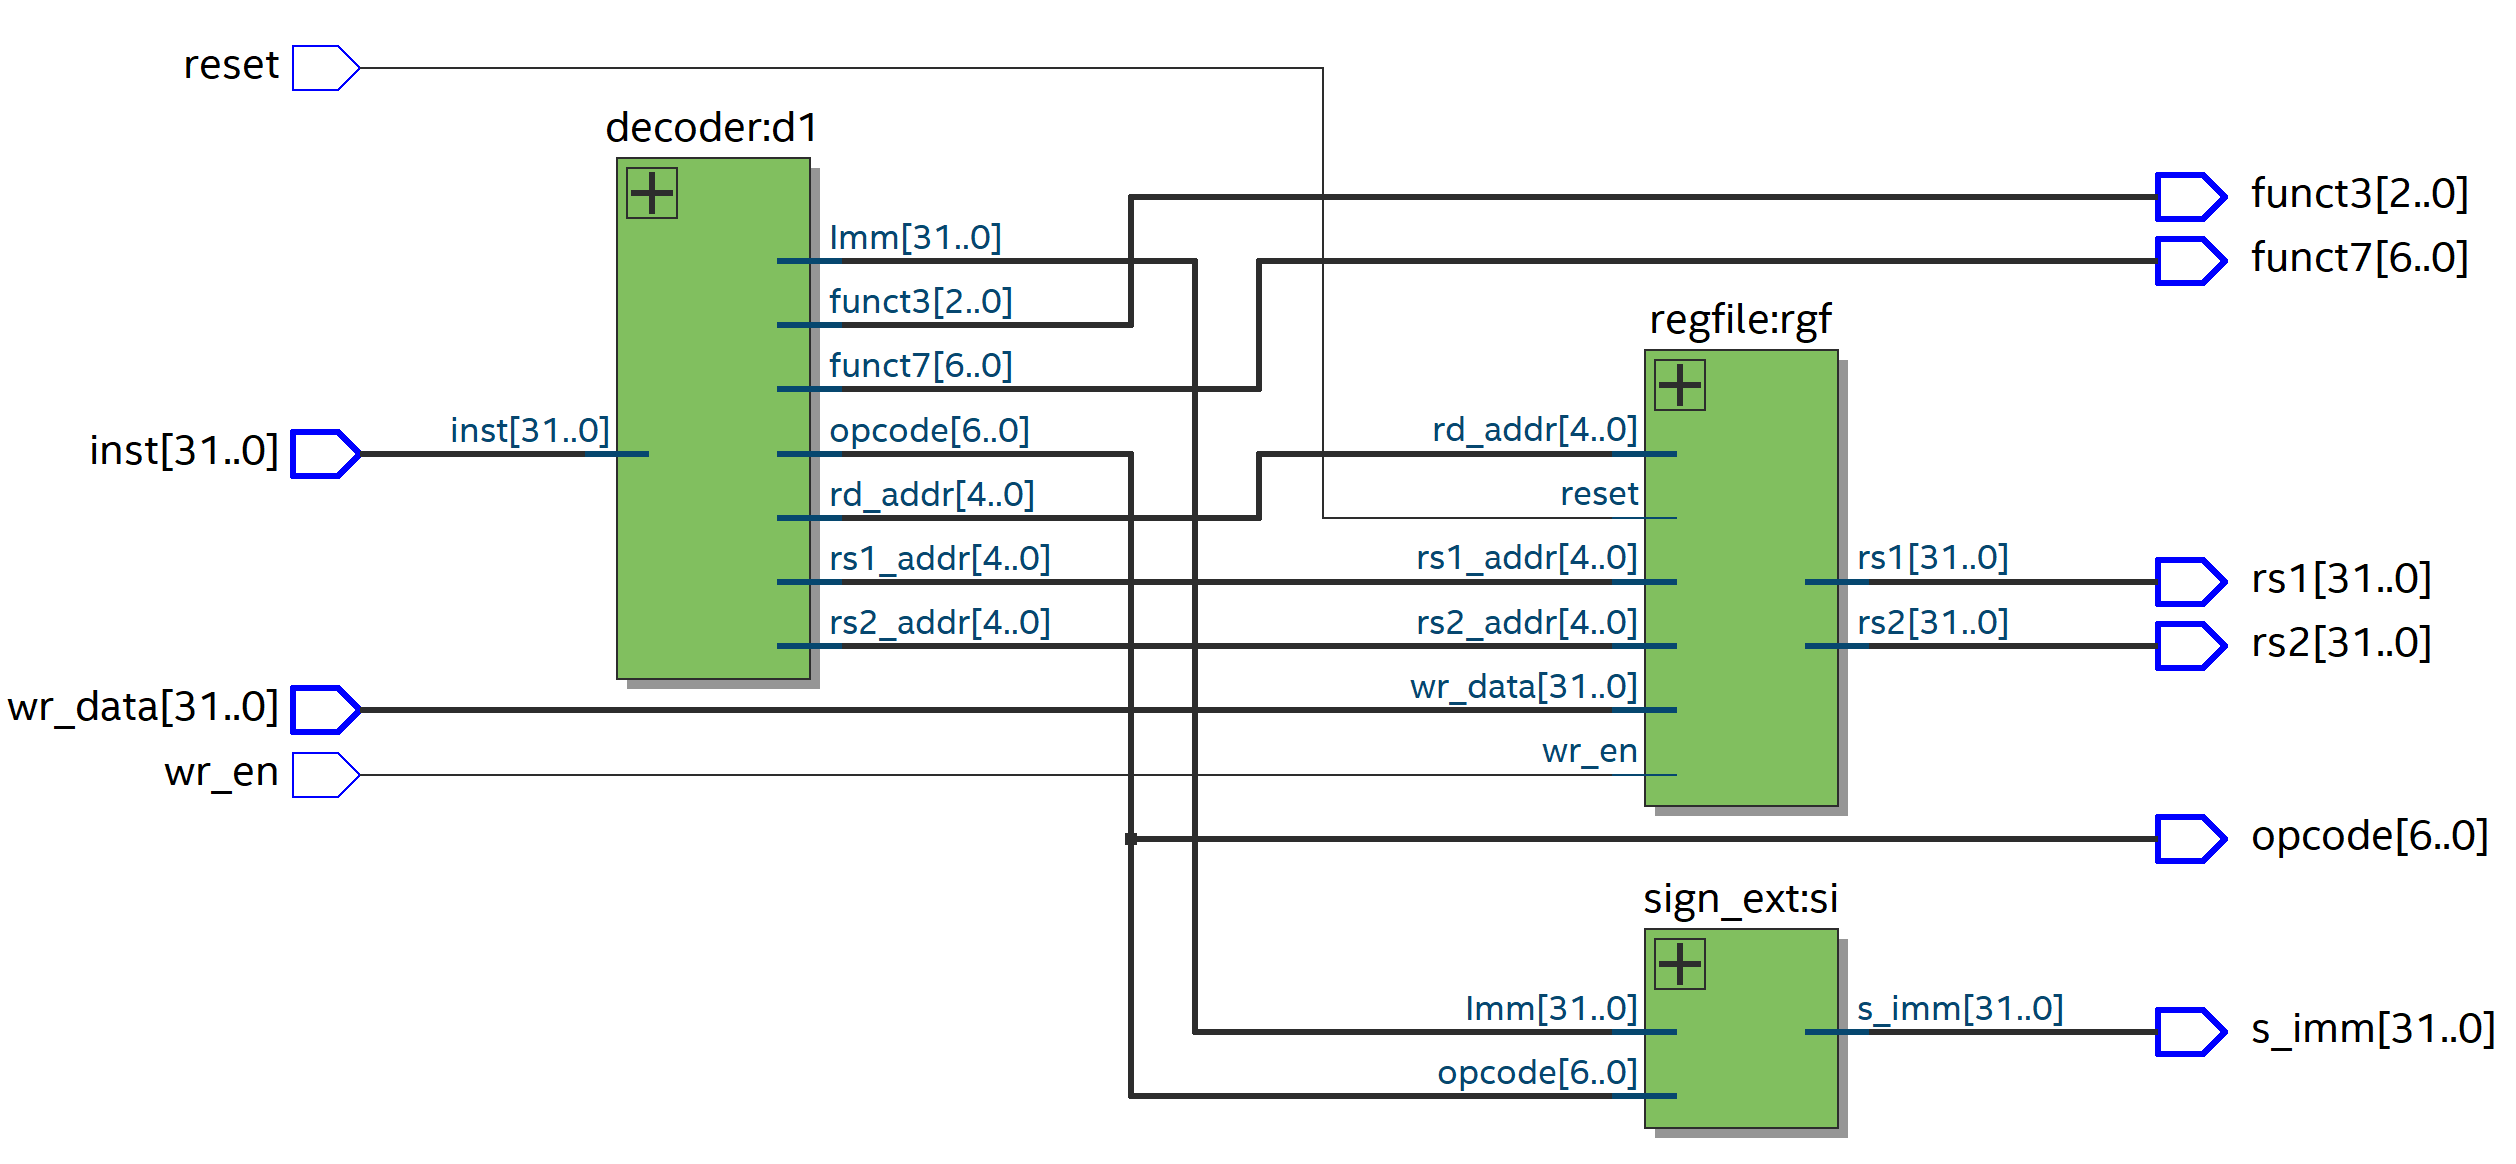 reset
decoder:d1
Imm[31..0]
funct3[2..0]
funct7[6..0]
inst[31..0]
inst[31..0]
opcode[6..0]
rd_addr[4..0]
rs1_addr[4..0]
rs2_addr[4..0]
wr_data[31..0]
wr_en
regfile:rgf
rd_addr[4..0]
reset
rs1_addr[4..0]
rs2_addr[4..0]
wr_data[31..0]
wr_en
rs1[31..0]
rs2[31..0]
sign_ext:si
Imm[31..0]
opcode[6..0]
s_imm[31..0]
funct3[2..0]
funct7[6..0]
rs1[31..0]
rs2[31..0]
opcode[6..0]
s_imm[31..0]